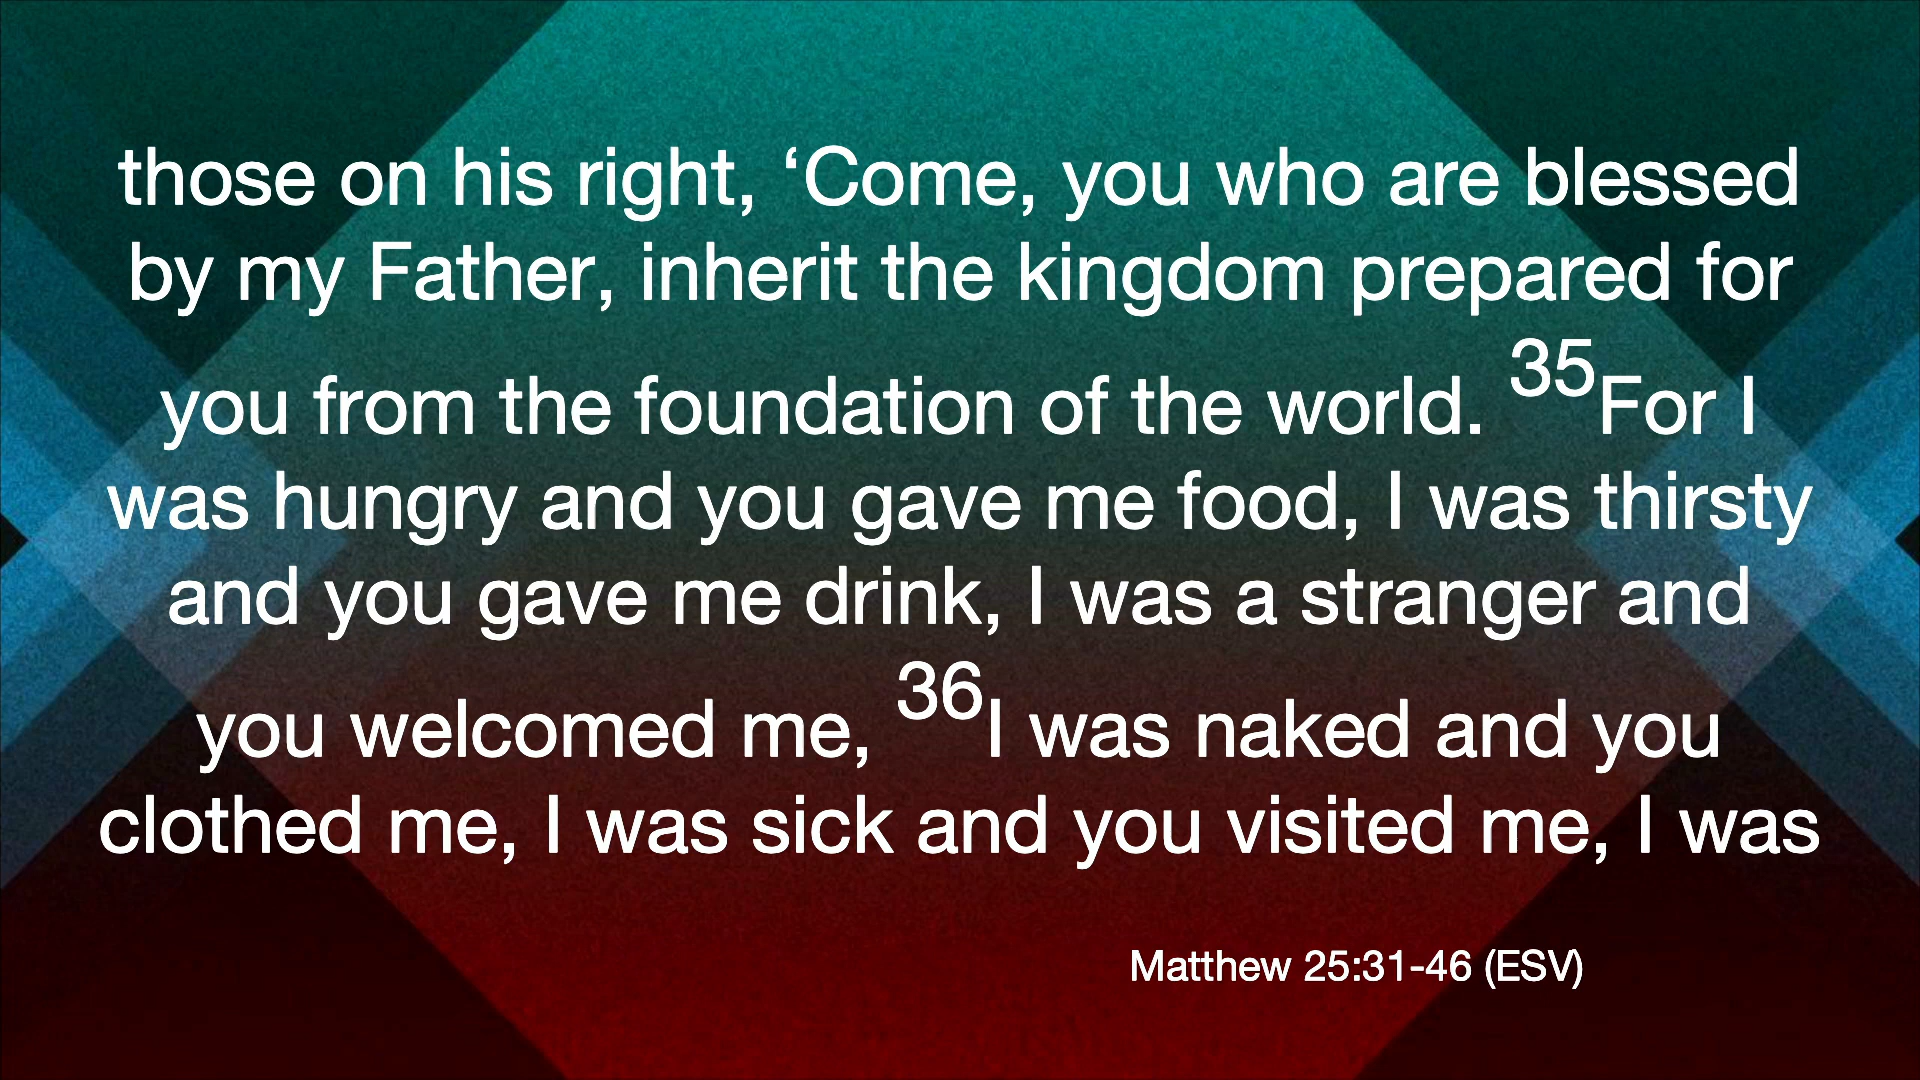 those on his right, ‘Come, you who are blessed
by my Father, inherit the kingdom prepared for
you from the foundation of the world. 35For I
was hungry and you gave me food, I was thirsty
and you gave me drink, I was a stranger and
you welcomed me, 36I was naked and you
clothed me, I was sick and you visited me, I was
Matthew 25:31-46 (ESV)